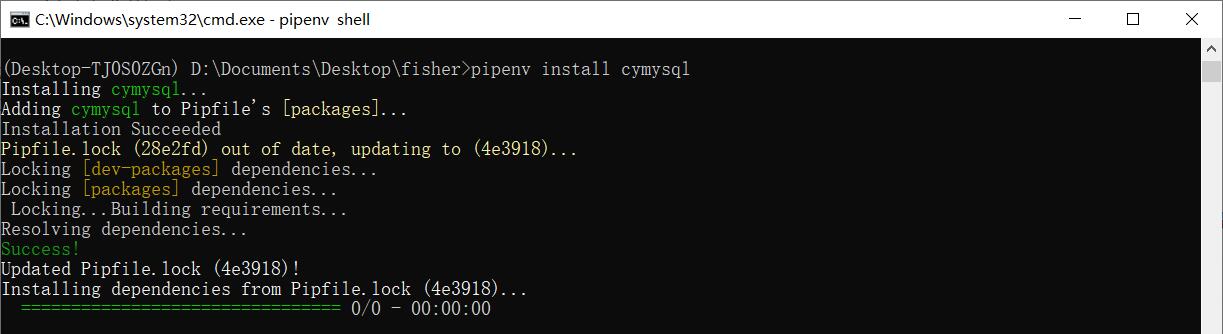 C:\Windows\system32\cmd.exe - pipenv  shell
(Desktop-TJ0S0ZGn) D:\Documents\Desktop\fisher>pipenv install cymysql
Installing cymysql...
Adding cymysql to Pipfile's [packages]...
Installation Succeeded
Pipfile.lock (28e2fd) out of date, updating to (4e3918)...
Locking [dev-packages] dependencies...
Locking [packages] dependencies...
 Locking...Building requirements...
Resolving dependencies...
Success!
Updated Pipfile.lock (4e3918)!
Installing dependencies from Pipfile.lock (4e3918)...
  ================================ 0/0 - 00:00:00